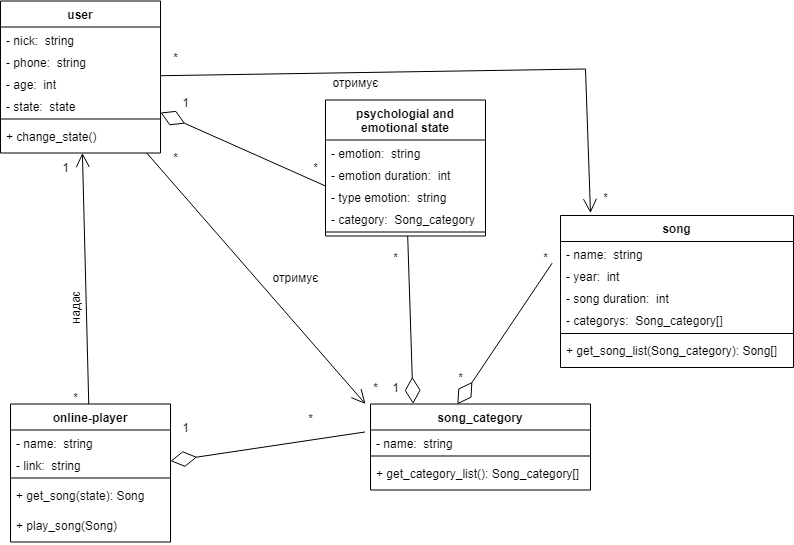 user
- nick: string
- phone: string
- age: int
- state: state
+ change_state()
*
отримує
1
*
1
*
psychologial and
emotional state
- emotion: string
- emotion duration: int
- type emotion: string
- category: Song_category
*
song
- name: string
- year: int
- song duration: int
- categorys: Song_category[]
+ get_song_list(Song_category): Song[]
*
*
отримує
надає
*
*
1
*
online-player
- name: string
- link: string
+ get_song(state): Song
+ play_song(Song)
1
*
song_category
- name: string
+ get_category_list(): Song_category[]